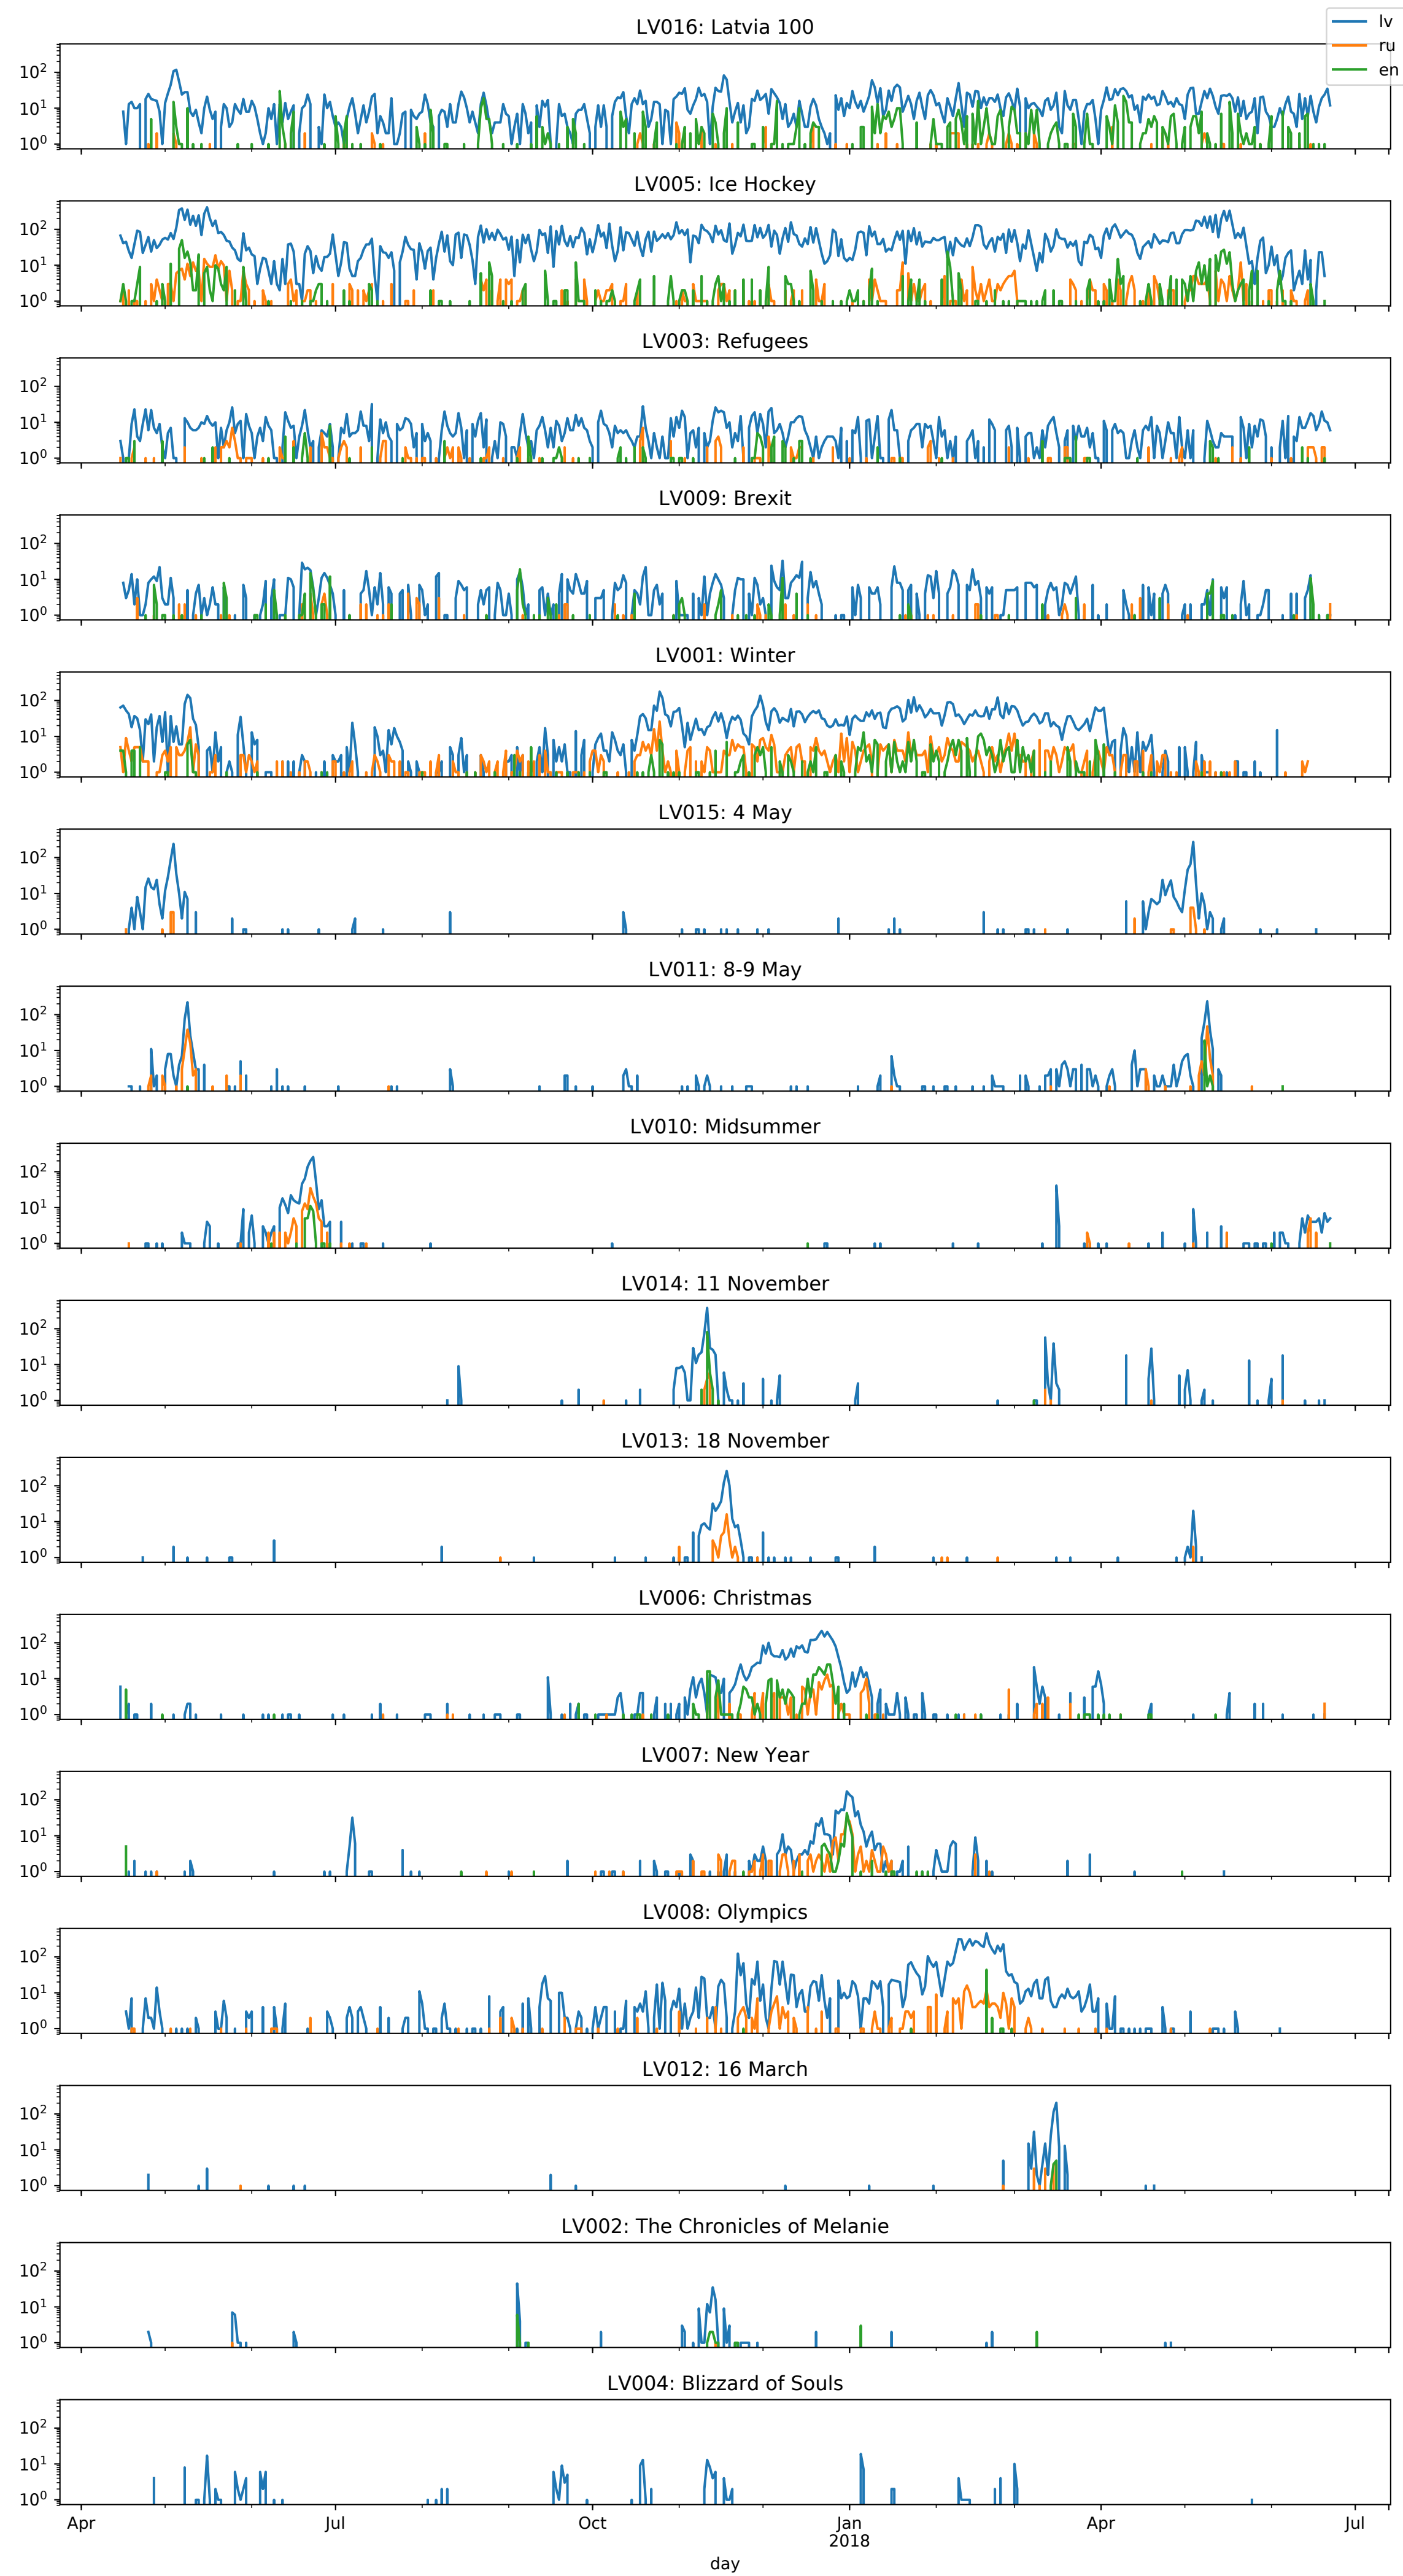 LV016: Latvia 100
lv
ru
en
10²
10¹
10⁰
LV005: Ice Hockey
10²
10¹
10⁰
LV003: Refugees
10²
10¹
10⁰
LV009: Brexit
10²
10¹
10⁰
LV001: Winter
10²
10¹
10⁰
LV015: 4 May
10²
10¹
10⁰
LV011: 8-9 May
10²
10¹
10⁰
LV010: Midsummer
10²
10¹
10⁰
LV014: 11 November
10²
10¹
10⁰
LV013: 18 November
10²
10¹
10⁰
LV006: Christmas
10²
10¹
10⁰
LV007: New Year
10²
10¹
10⁰
LV008: Olympics
10²
10¹
10⁰
LV012: 16 March
10²
10¹
10⁰
LV002: The Chronicles of Melanie
10²
10¹
10⁰
LV004: Blizzard of Souls
10²
10¹
10⁰
Apr Jul Oct Jan Apr Jul
2018
day